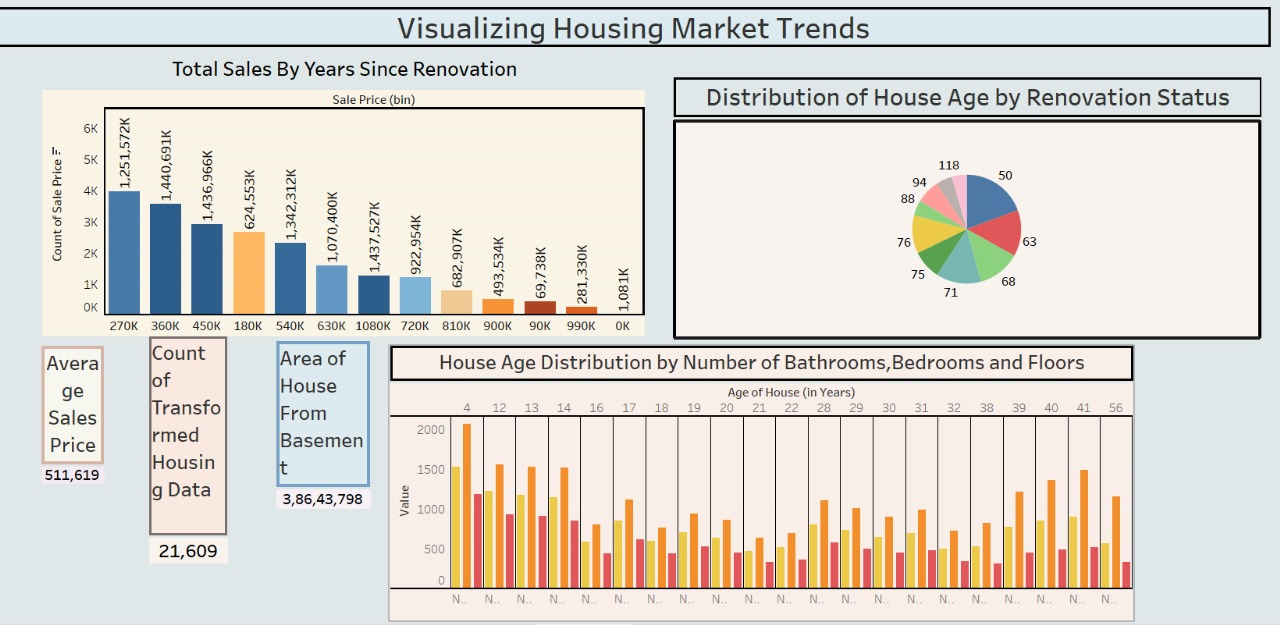 Visualizing Housing Market Trends
Total Sales By Years Since Renovation
Sale Price (bin)
Count of Sale Price
6K
5K
4K
3K
2K
1K
0K
1,251,572K
1,440,691K
1,436,966K
624,553K
1,342,312K
1,070,400K
1,437,527K
922,954K
682,907K
493,534K
69,738K
281,330K
1,081K
270K 360K 450K 180K 540K 630K 1080K 720K 810K 900K 90K 990K 0K
Distribution of House Age by Renovation Status
50
63
68
71
75
76
88
94
118
Avera
ge
Sales
Price
511,619
Count
of
Transfo
rmed
Housin
g Data
21,609
Area of
House
From
Basemen
t
3,86,43,798
House Age Distribution by Number of Bathrooms,Bedrooms and Floors
Age of House (in Years)
4 12 13 14 16 17 18 19 20 21 22 28 29 30 31 32 38 39 40 41 56
Value
2000
1500
1000
500
0
N.. N.. N.. N.. N.. N.. N.. N.. N.. N.. N.. N.. N.. N.. N.. N.. N.. N.. N.. N.. N..